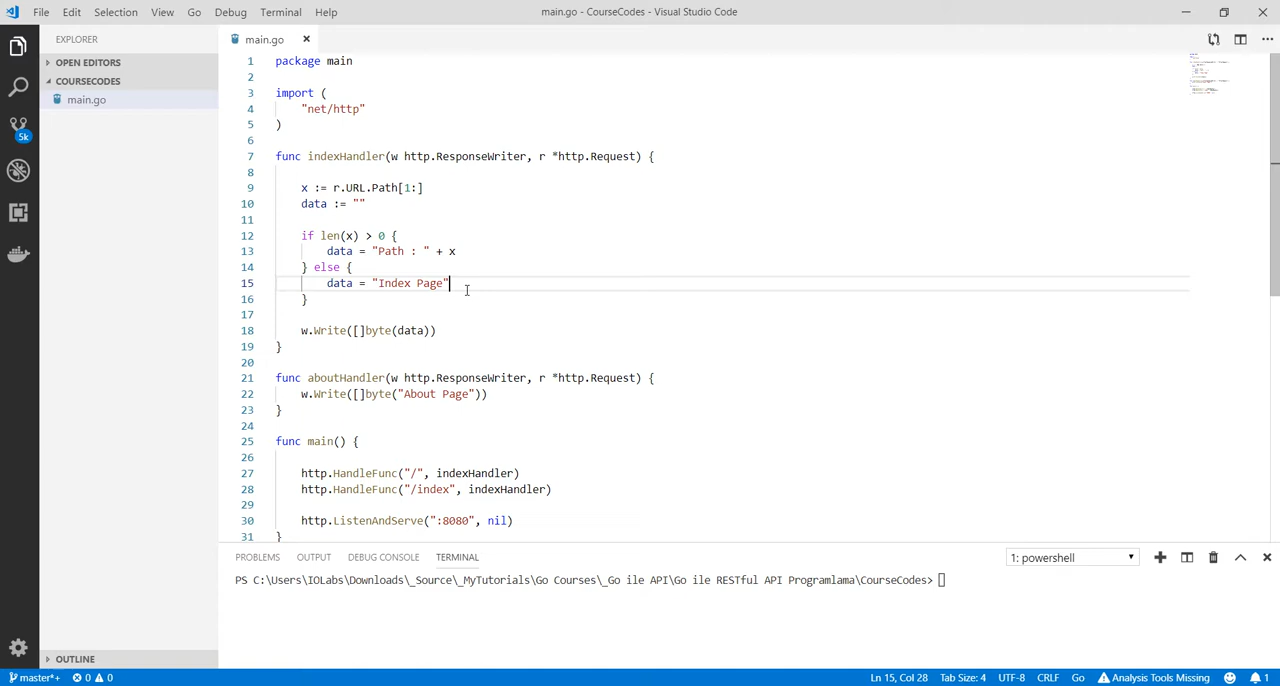 File Edit Selection View Go Debug Terminal Help
main.go - CourseCodes - Visual Studio Code
EXPLORER
OPEN EDITORS
COURSECODES
main.go
5k
OUTLINE
main.go
1 package main
2
3 import (
4 "net/http"
5 )
6
7 func indexHandler(w http.ResponseWriter, r *http.Request) {
8
9 x := r.URL.Path[1:]
10 data := ""
11
12 if len(x) > 0 {
13 data = "Path : " + x
14 } else {
15 data = "Index Page"
16 }
17
18 w.Write([]byte(data))
19 }
20
21 func aboutHandler(w http.ResponseWriter, r *http.Request) {
22 w.Write([]byte("About Page"))
23 }
24
25 func main() {
26
27 http.HandleFunc("/", indexHandler)
28 http.HandleFunc("/index", indexHandler)
29
30 http.ListenAndServe(":8080", nil)
31 }
PROBLEMS OUTPUT DEBUG CONSOLE TERMINAL
1: powershell
PS C:\Users\IOLabs\Downloads\_Source\_MyTutorials\Go Courses\_Go ile API\Go ile RESTful API Programlama\CourseCodes>
master*+ 0 0
Ln 15, Col 28 Tab Size: 4 UTF-8 CRLF Go Analysis Tools Missing 1